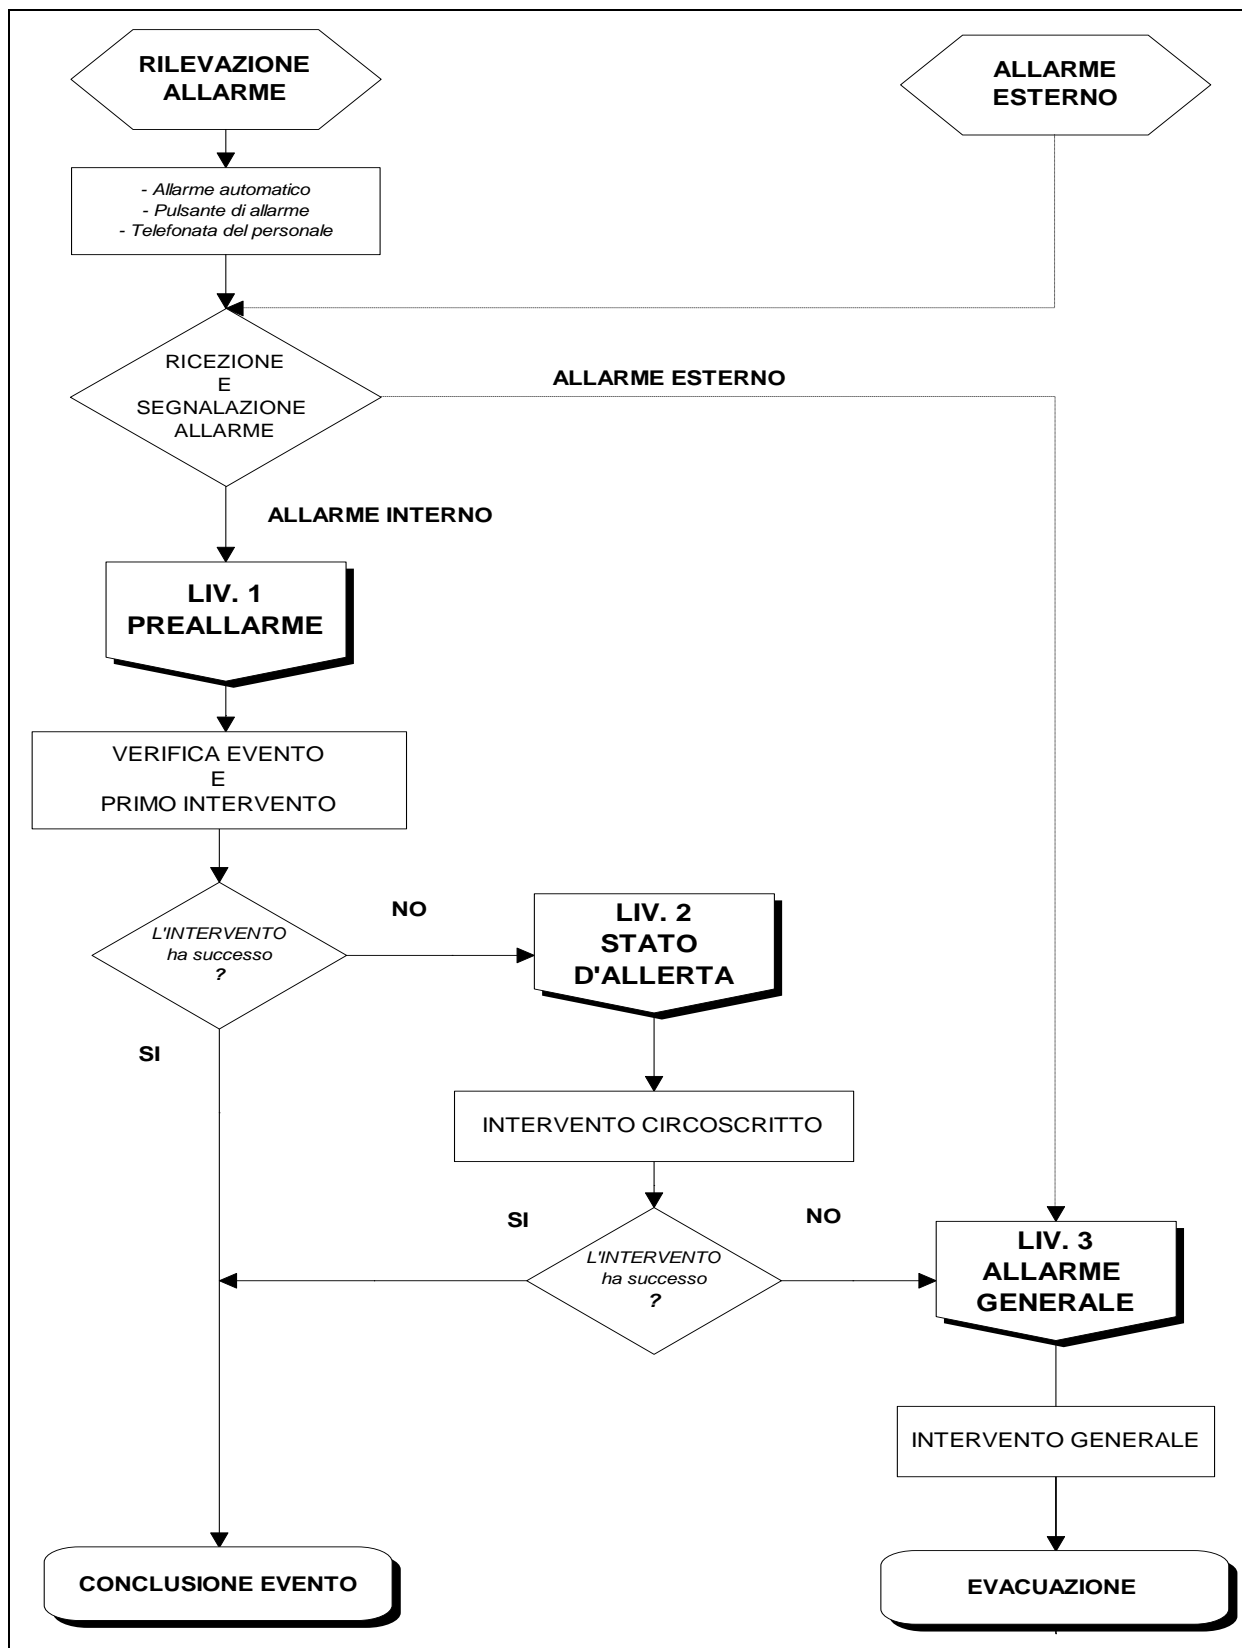 RILEVAZIONE
ALLARME
ALLARME
ESTERNO
- Allarme automatico
- Pulsante di allarme
- Telefonata del personale
RICEZIONE
E
SEGNALAZIONE
ALLARME
ALLARME ESTERNO
ALLARME INTERNO
LIV. 1
PREALLARME
VERIFICA EVENTO
E
PRIMO INTERVENTO
L'INTERVENTO
ha successo
?
NO
SI
LIV. 2
STATO
D'ALLERTA
INTERVENTO CIRCOSCRITTO
SI
NO
L'INTERVENTO
ha successo
?
LIV. 3
ALLARME
GENERALE
INTERVENTO GENERALE
CONCLUSIONE EVENTO
EVACUAZIONE